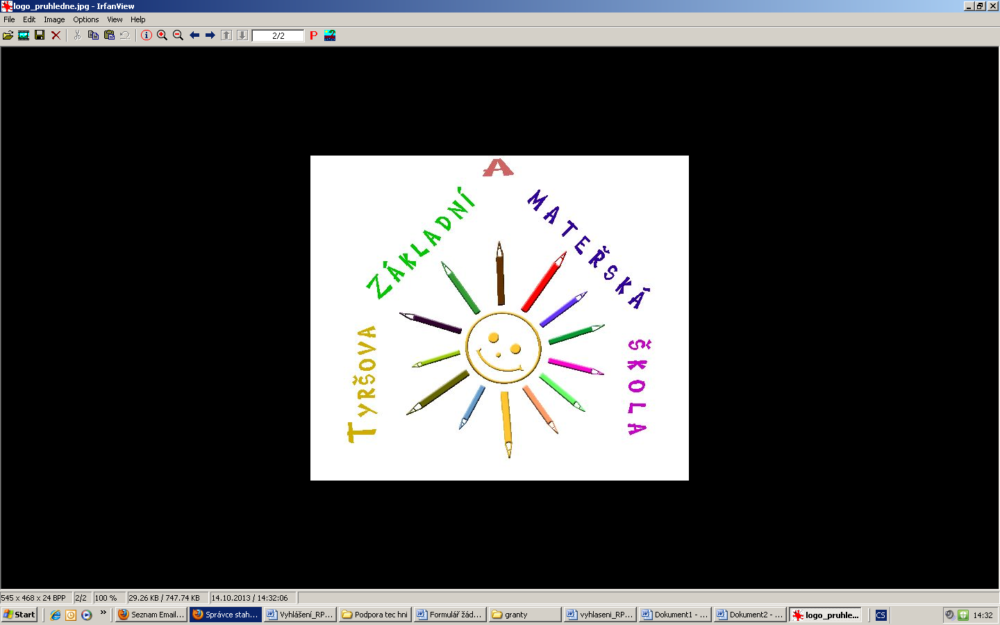 logo_pruhledne.jpg - IrfanView
File Edit Image Options View Help
2/2
TYRŠOVA
ZÁKLADNÍ
A
MATEŘSKÁ
ŠKOLA
545 x 468 x 24 BPP 2/2 100 % 29.26 KB / 747.74 KB 14.10.2013 / 14:32:06
Start » Seznam Email... Správce stah... Vyhlášení_RP... Podpora tec hni Formulář žád... granty vyhlaseni_RP... Dokument1 - ... Dokument2 - ... logo_pruhle... CS 14:32